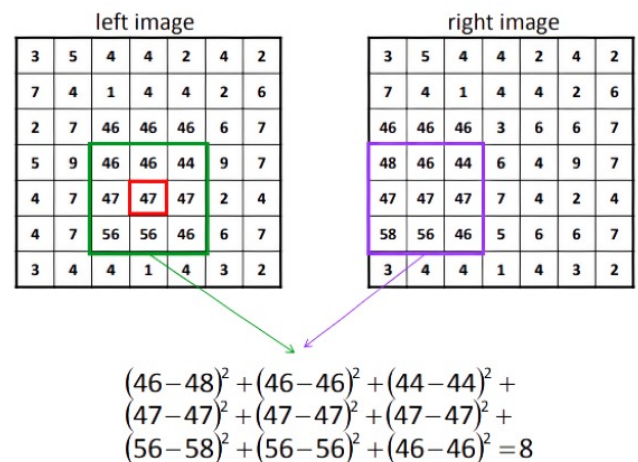 left image
right image
3 5 4 4 2 4 2
7 4 1 4 4 2 6
2 7 46 46 46 6 7
5 9 46 46 44 9 7
4 7 47 47 47 2 4
4 7 56 56 46 6 7
3 4 4 1 4 3 2
3 5 4 4 2 4 2
7 4 1 4 4 2 6
46 46 46 3 6 6 7
48 46 44 6 4 9 7
47 47 47 7 4 2 4
58 56 46 5 6 6 7
3 4 4 1 4 3 2
(46−48)² +(46−46)² +(44−44)² +
(47−47)² +(47−47)² +(47−47)² +
(56−58)² +(56−56)² +(46−46)² =8